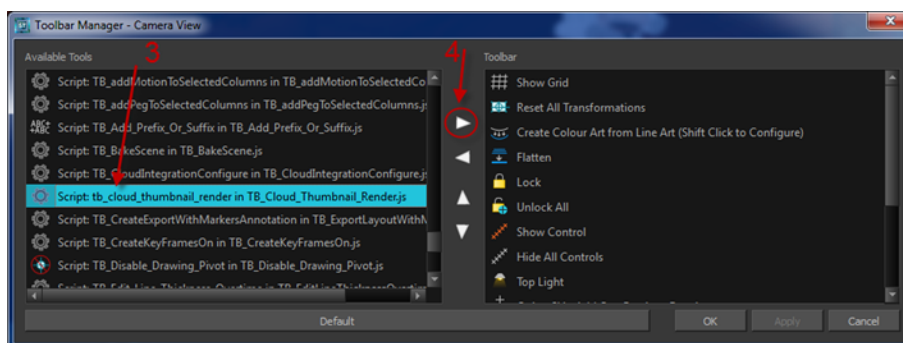 Toolbar Manager - Camera View
3
4
Available Tools
Toolbar
Script: TB_addMotionToSelectedColumns in TB_addMotionToSelectedCo
Script: TB_addPegToSelectedColumns in TB_addPegToSelectedColumns.js
Script: TB_Add_Prefix_Or_Suffix in TB_Add_Prefix_Or_Suffix.js
Script: TB_BakeScene in TB_BakeScene.js
Script: TB_CloudIntegrationConfigure in TB_CloudIntegrationConfigure.j
Script: tb_cloud_thumbnail_render in TB_Cloud_Thumbnail_Render.js
Script: TB_CreateExportWithMarkersAnnotation in TB_ExportLayoutWithM
Script: TB_CreateKeyFramesOn in TB_CreateKeyFramesOn.js
Script: TB_Disable_Drawing_Pivot in TB_Disable_Drawing_Pivot.js
Show Grid
Reset All Transformations
Create Colour Art from Line Art (Shift Click to Configure)
Flatten
Lock
Unlock All
Show Control
Hide All Controls
Top Light
Default
OK
Apply
Cancel